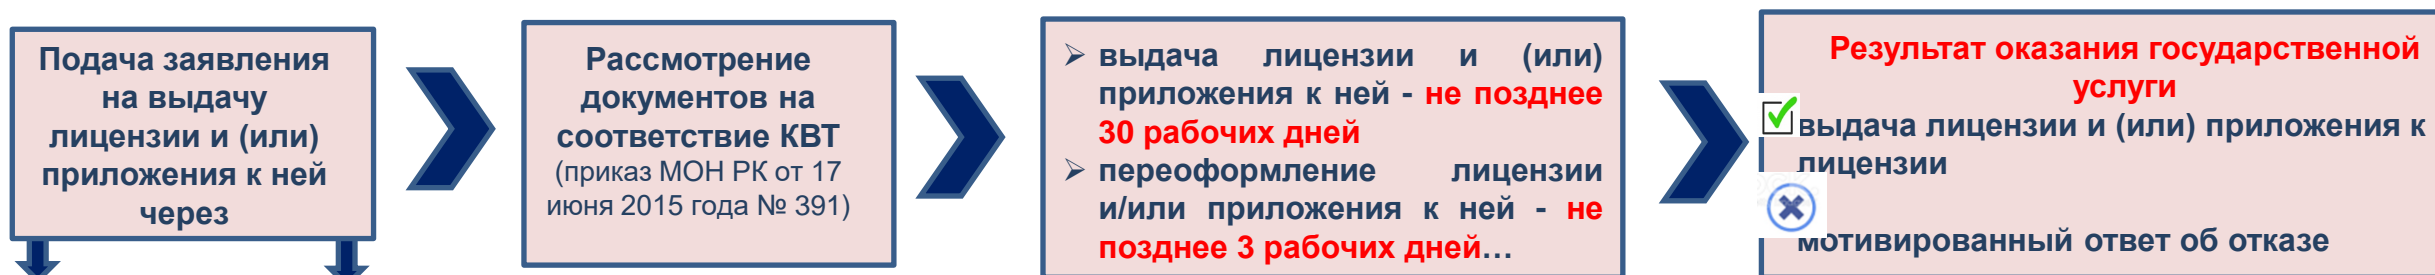 Подача заявления
на выдачу
лицензии и (или)
приложения к ней
через
Рассмотрение
документов на
соответствие КВТ
(приказ МОН РК от 17
июня 2015 года № 391)
➢ выдача лицензии и (или)
приложения к ней - не позднее
30 рабочих дней
➢ переоформление лицензии
и/или приложения к ней - не
позднее 3 рабочих дней…
Результат оказания государственной
услуги
выдача лицензии и (или) приложения к
лицензии
мотивированный ответ об отказе